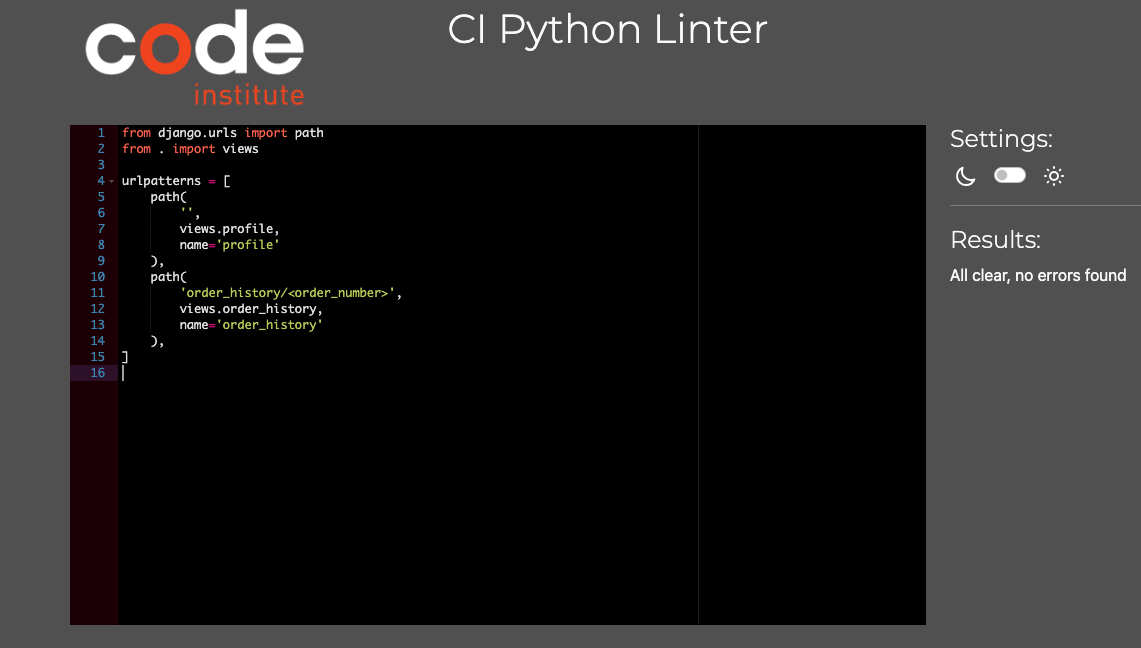 code
institute
CI Python Linter
1 from django.urls import path
2 from . import views
3
4 urlpatterns = [
5     path(
6         '',
7         views.profile,
8         name='profile'
9     ),
10     path(
11         'order_history/<order_number>',
12         views.order_history,
13         name='order_history'
14     ),
15 ]
16
Settings:
Results:
All clear, no errors found